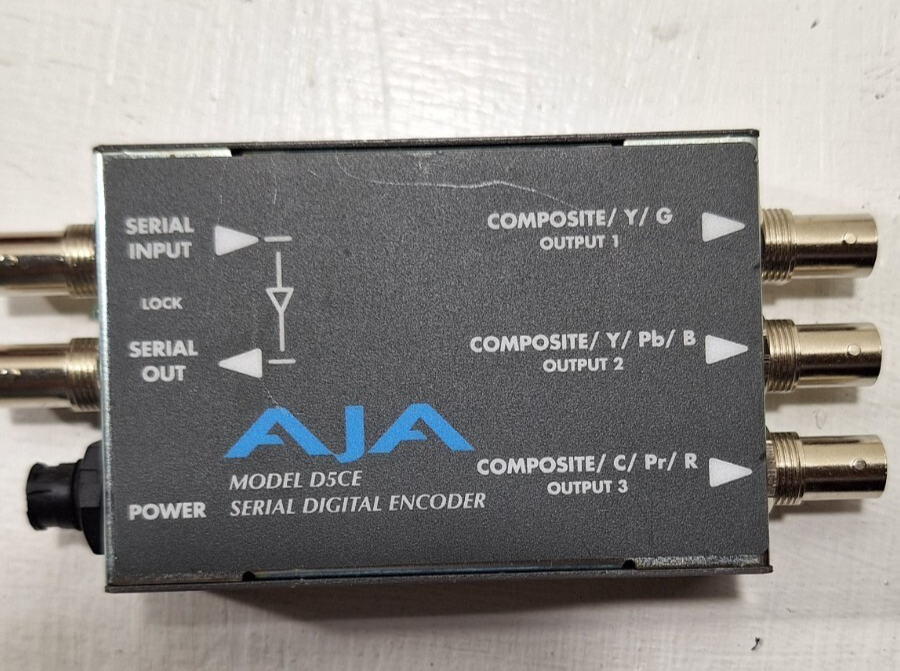 SERIAL
INPUT
LOCK
SERIAL
OUT
POWER
COMPOSITE/ Y/ G
OUTPUT 1
COMPOSITE/ Y/ Pb/ B
OUTPUT 2
COMPOSITE/ C/ Pr/ R
OUTPUT 3
AJA
MODEL D5CE
SERIAL DIGITAL ENCODER